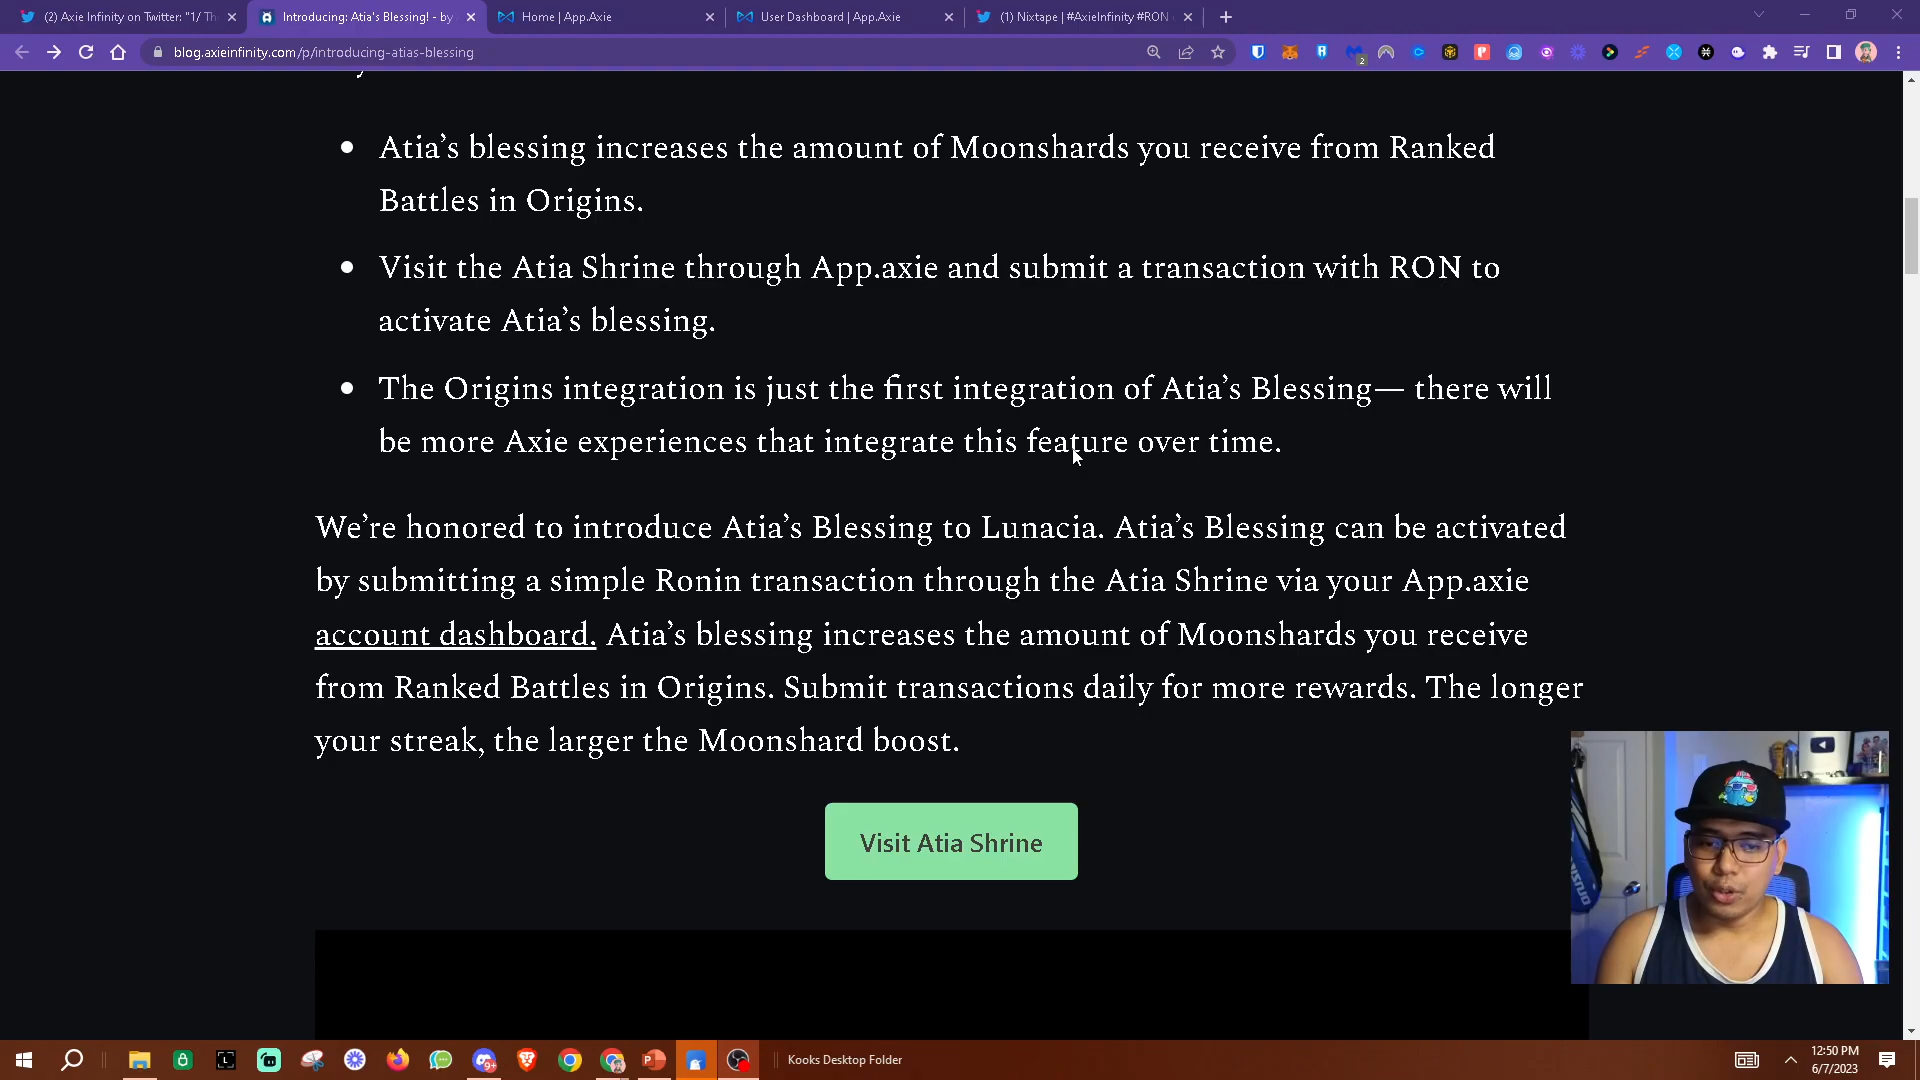 (2) Axie Infinity on Twitter: "1/ Th
Introducing: Atia's Blessing! - by
Home | App.Axie
User Dashboard | App.Axie
(1) Nixtape | #AxieInfinity #RON
blog.axieinfinity.com/p/introducing-atias-blessing
2
• Atia's blessing increases the amount of Moonshards you receive from Ranked
Battles in Origins.
• Visit the Atia Shrine through App.axie and submit a transaction with RON to
activate Atia's blessing.
• The Origins integration is just the first integration of Atia's Blessing— there will
be more Axie experiences that integrate this feature over time.
We're honored to introduce Atia's Blessing to Lunacia. Atia's Blessing can be activated
by submitting a simple Ronin transaction through the Atia Shrine via your App.axie
account dashboard. Atia's blessing increases the amount of Moonshards you receive
from Ranked Battles in Origins. Submit transactions daily for more rewards. The longer
your streak, the larger the Moonshard boost.
Visit Atia Shrine
9+
Kooks Desktop Folder
12:50 PM
6/7/2023